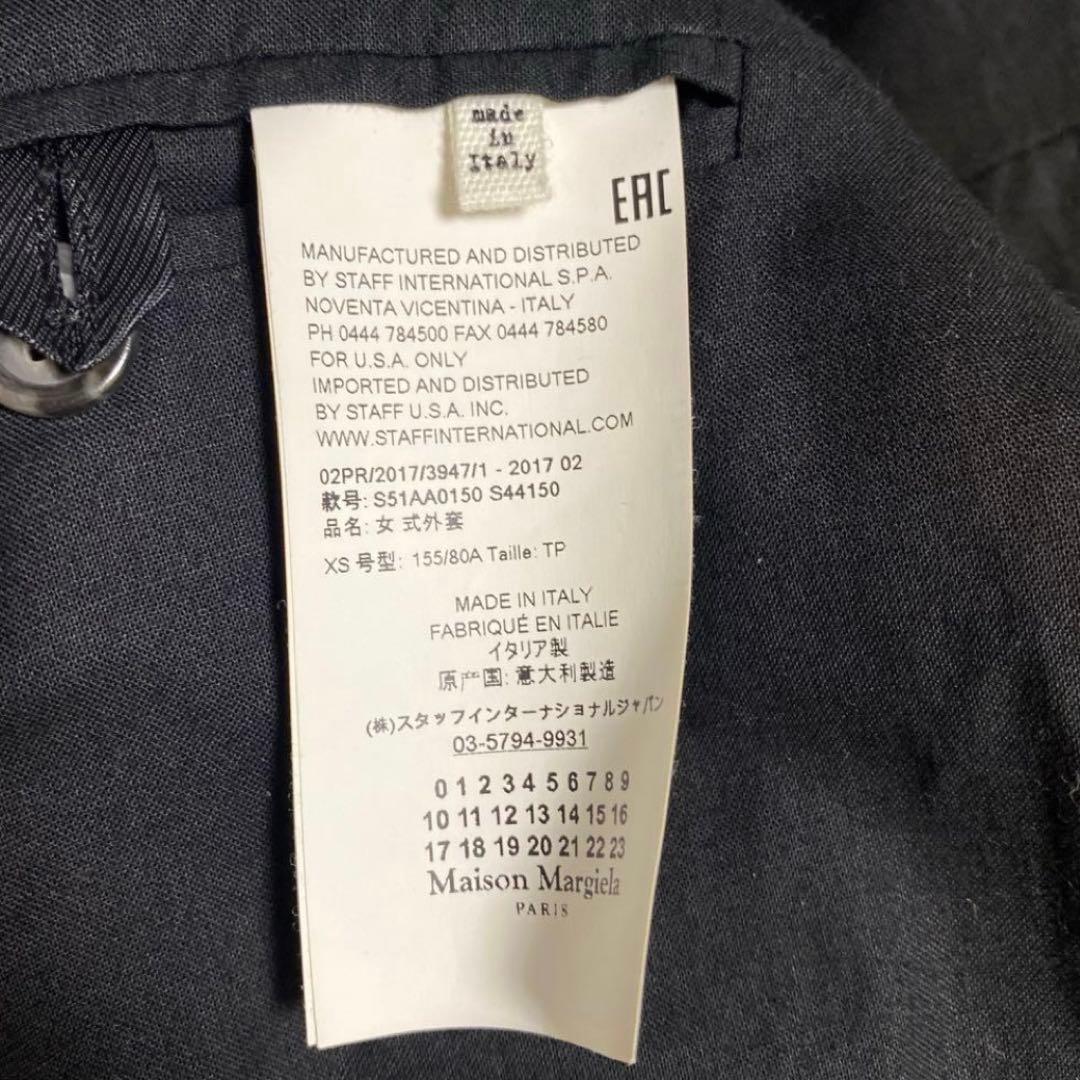 made
in
Italy
EAC
MANUFACTURED AND DISTRIBUTED
BY STAFF INTERNATIONAL S.P.A.
NOVENTA VICENTINA - ITALY
PH 0444 784500 FAX 0444 784580
FOR U.S.A. ONLY
IMPORTED AND DISTRIBUTED
BY STAFF U.S.A. INC.
WWW.STAFFINTERNATIONAL.COM
02PR/2017/3947/1 - 2017 02
款号: S51AA0150 S44150
品名: 女 式外套
XS 号型: 155/80A Taille: TP
MADE IN ITALY
FABRIQUÉ EN ITALIE
イタリア製
原产国: 意大利製造
(株)スタッフインターナショナルジャパン
03-5794-9931
0 1 2 3 4 5 6 7 8 9
10 11 12 13 14 15 16
17 18 19 20 21 22 23
Maison Margiela
PARIS